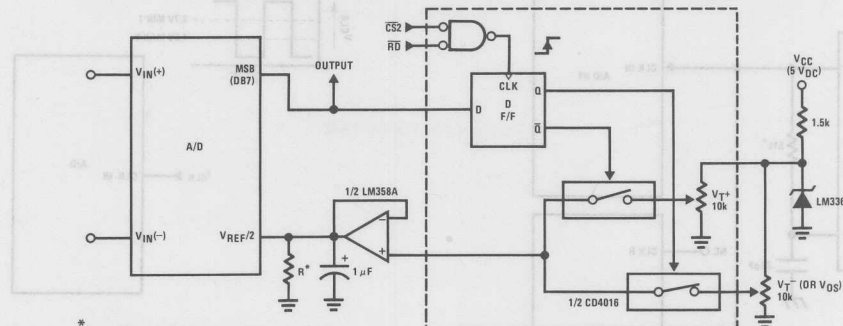 CS2
RD
CLK
D
D
F/F
Q
Q
VIN(+)
MSB
(DB7)
OUTPUT
A/D
VIN(−)
VREF/2
1/2 LM358A
R*
+
1 μF
−
+
VCC
(5 VDC)
1.5k
VT+
10k
LM336
1/2 CD4016
VT− (OR VOS)
10k
*